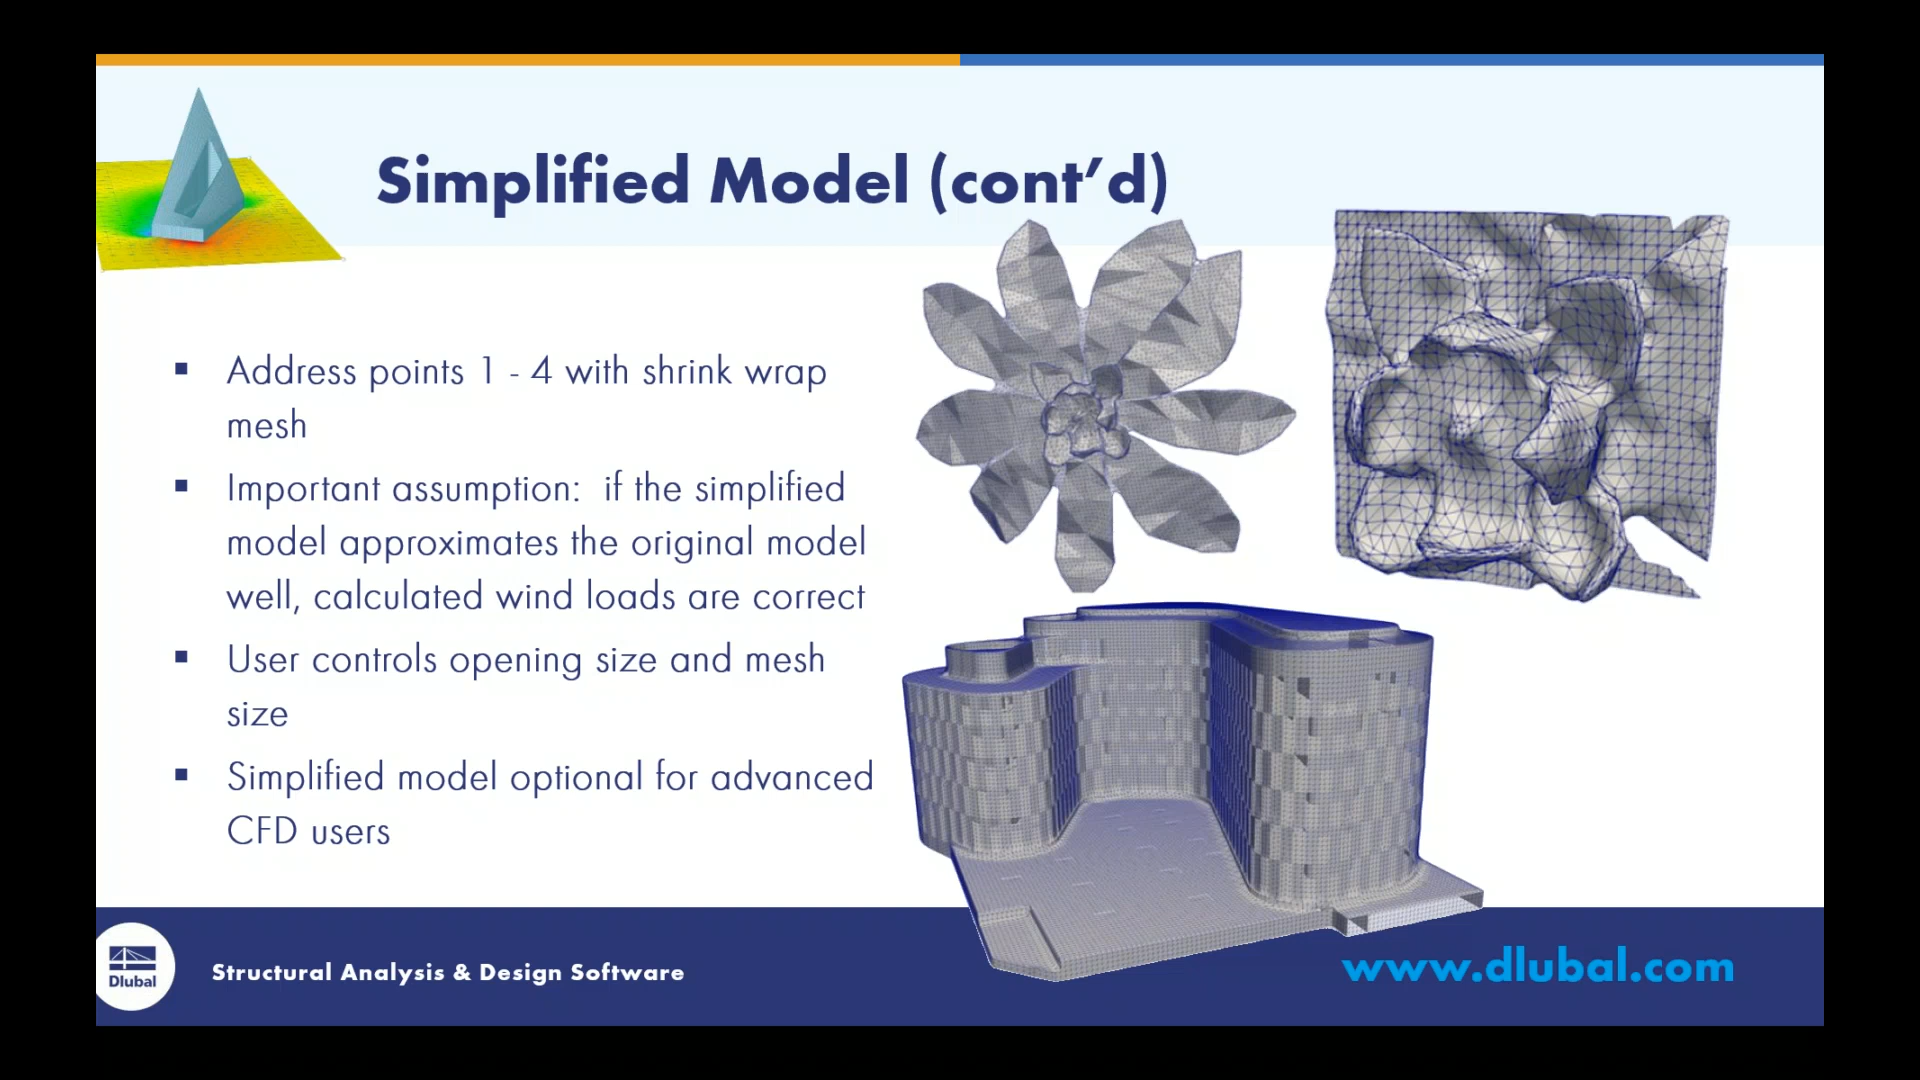 Simplified Model (cont’d)
▪ Address points 1 - 4 with shrink wrap
mesh
▪ Important assumption:  if the simplified
model approximates the original model
well, calculated wind loads are correct
▪ User controls opening size and mesh
size
▪ Simplified model optional for advanced
CFD users
Dlubal
Structural Analysis & Design Software
www.dlubal.com